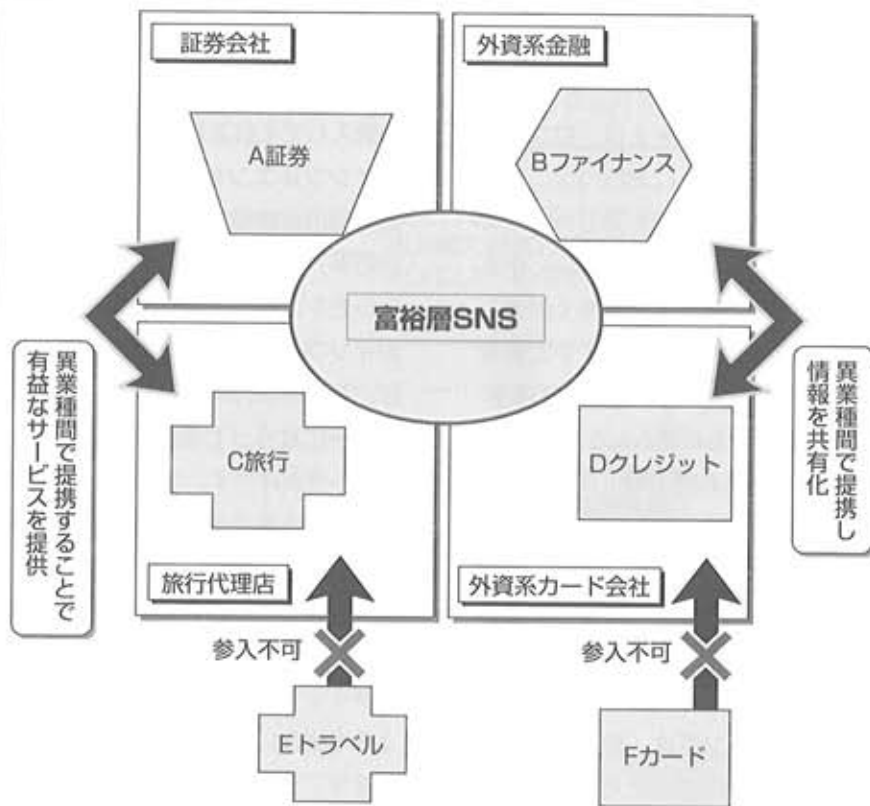 証券会社
外資系金融
A証券
Bファイナンス
富裕層SNS
異業種間で提携することで
有益なサービスを提供
異業種間で提携し
情報を共有化
C旅行
Dクレジット
旅行代理店
外資系カード会社
参入不可
参入不可
Eトラベル
Fカード